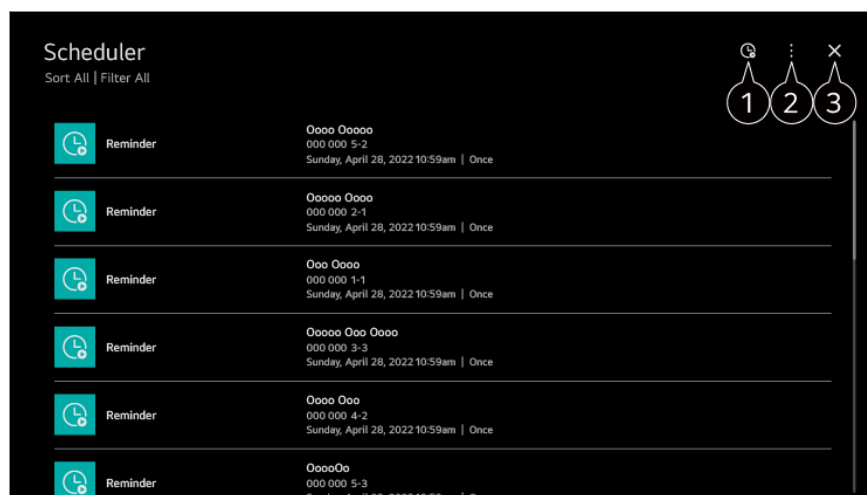 Scheduler
Sort All | Filter All
1 2 3
Reminder
Oooo Ooooo
000 000 5-2
Sunday, April 28, 2022 10:59am | Once
Reminder
Ooooo Oooo
000 000 2-1
Sunday, April 28, 2022 10:59am | Once
Reminder
Ooo Oooo
000 000 1-1
Sunday, April 28, 2022 10:59am | Once
Reminder
Ooooo Ooo Oooo
000 000 3-3
Sunday, April 28, 2022 10:59am | Once
Reminder
Oooo Ooo
000 000 4-2
Sunday, April 28, 2022 10:59am | Once
Reminder
OoooOo
000 000 5-3